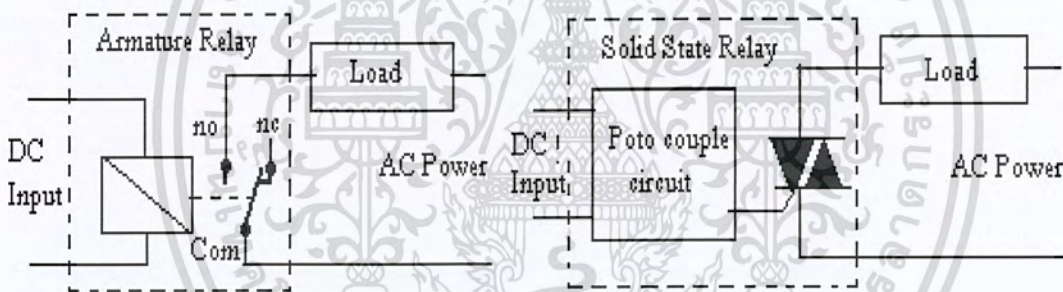 Armature Relay
Load
no
nc
DC
Input
AC Power
Com
Solid State Relay
Load
DC
Input
Poto couple
circuit
AC Power